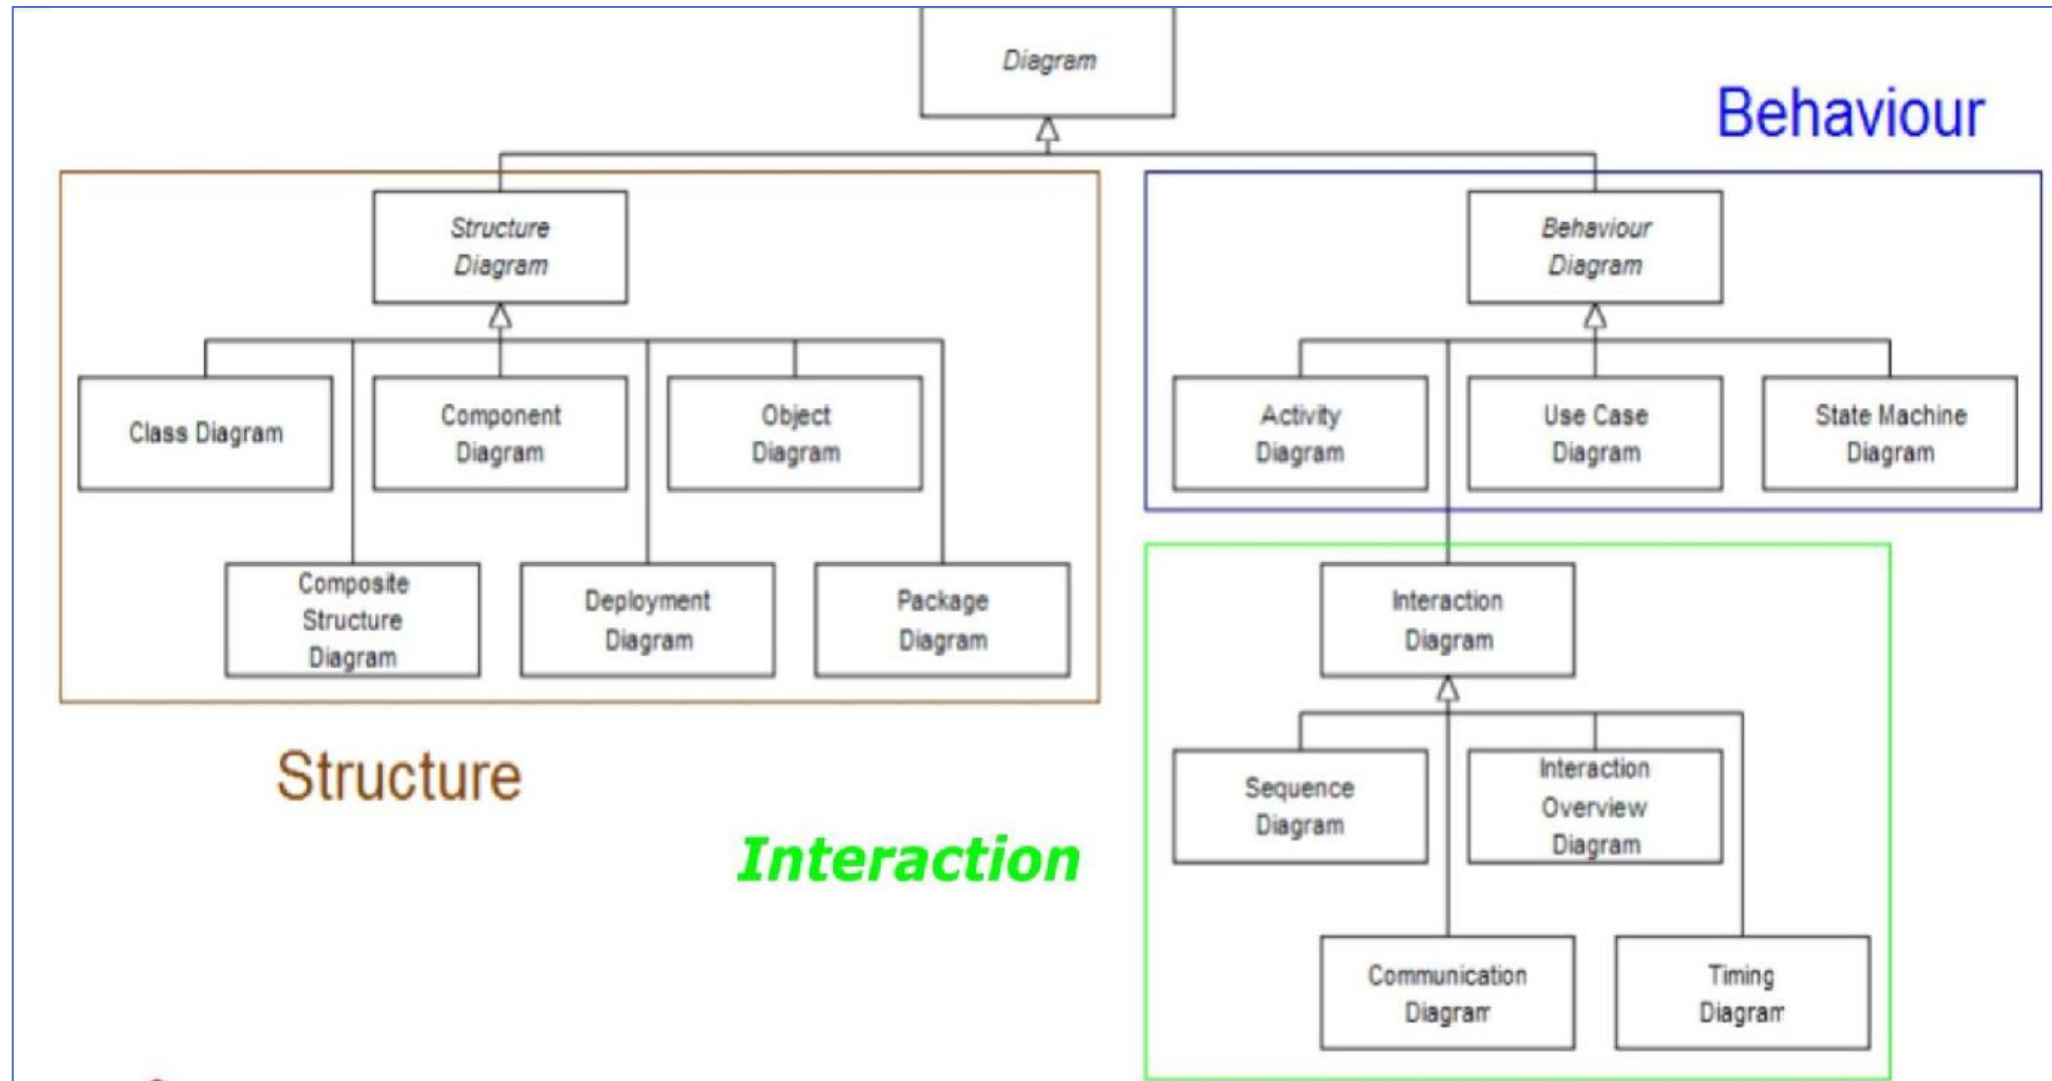 Diagram
Behaviour
Structure
Diagram
Behaviour
Diagram
Class Diagram
Component
Diagram
Object
Diagram
Activity
Diagram
Use Case
Diagram
State Machine
Diagram
Composite
Structure
Diagram
Deployment
Diagram
Package
Diagram
Interaction
Diagram
Structure
Interaction
Sequence
Diagram
Interaction
Overview
Diagram
Communication
Diagram
Timing
Diagram